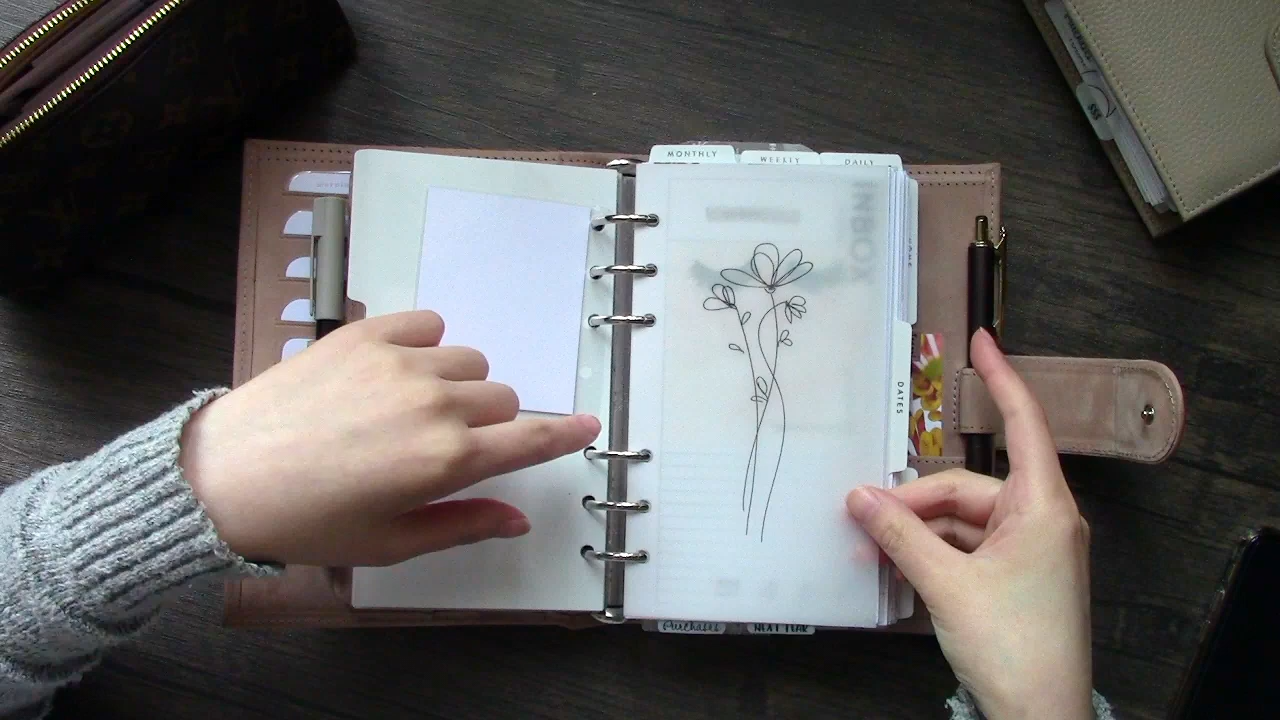 MONTHLY
WEEKLY
DAILY
INBOX
DATES
Purchases
NEXT YEAR